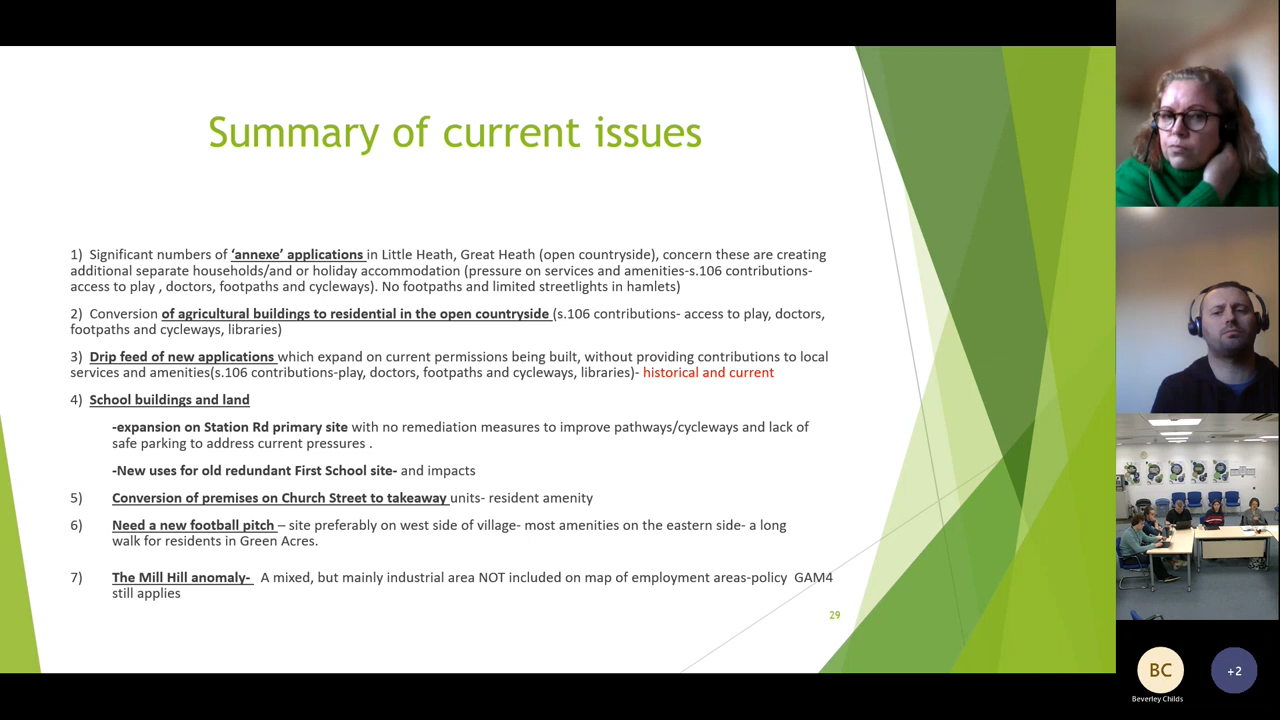 Summary of current issues
1) Significant numbers of ‘annexe’ applications in Little Heath, Great Heath (open countryside), concern these are creating
additional separate households/and or holiday accommodation (pressure on services and amenities-s.106 contributions-
access to play , doctors, footpaths and cycleways). No footpaths and limited streetlights in hamlets)
2) Conversion of agricultural buildings to residential in the open countryside (s.106 contributions- access to play, doctors,
footpaths and cycleways, libraries)
3) Drip feed of new applications which expand on current permissions being built, without providing contributions to local
services and amenities(s.106 contributions-play, doctors, footpaths and cycleways, libraries)- historical and current
4) School buildings and land
-expansion on Station Rd primary site with no remediation measures to improve pathways/cycleways and lack of
safe parking to address current pressures .
-New uses for old redundant First School site- and impacts
5) Conversion of premises on Church Street to takeaway units- resident amenity
6) Need a new football pitch – site preferably on west side of village- most amenities on the eastern side- a long
walk for residents in Green Acres.
7) The Mill Hill anomaly- A mixed, but mainly industrial area NOT included on map of employment areas-policy GAM4
still applies
29
BC
+2
Beverley Childs